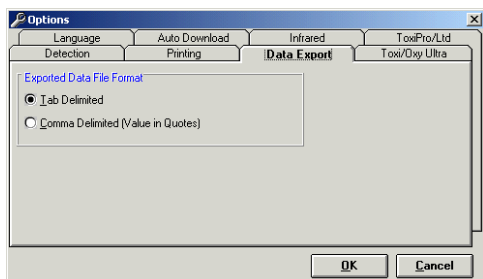 Options
Language Auto Download Infrared ToxiPro/Ltd
Detection Printing Data Export Toxi/Oxy Ultra
Exported Data File Format
Tab Delimited
Comma Delimited (Value in Quotes)
OK Cancel